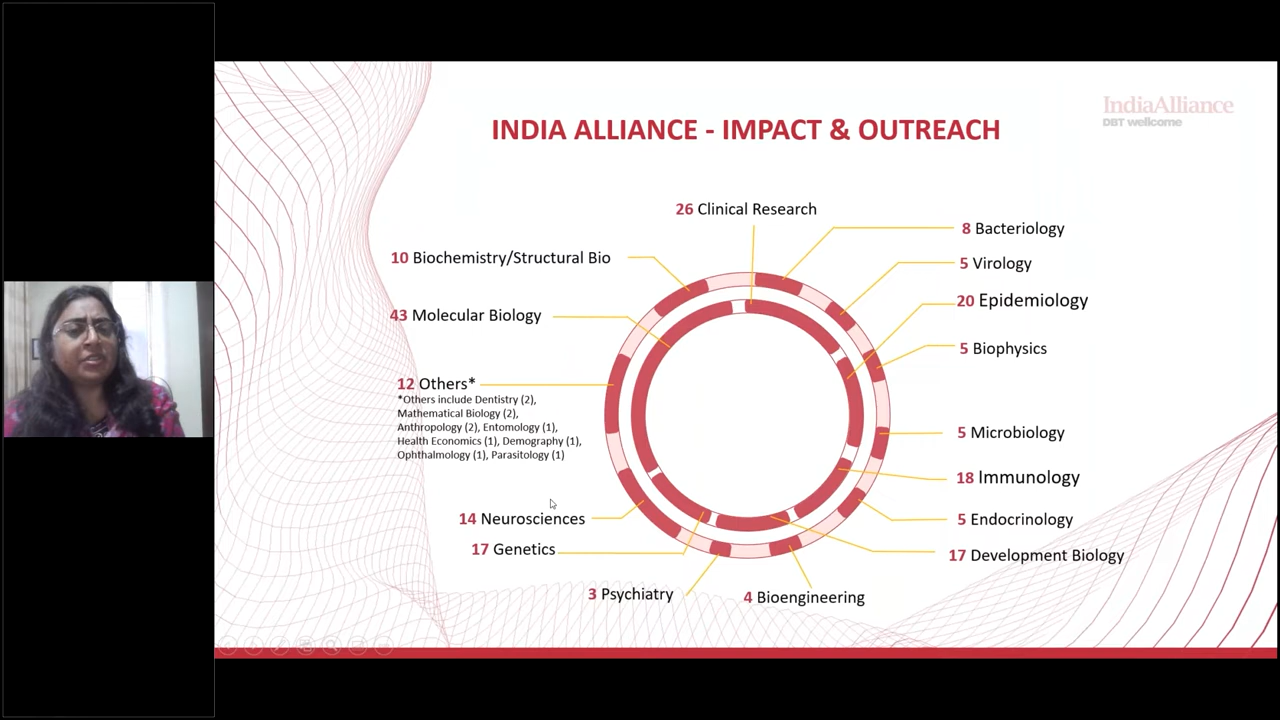 IndiaAlliance
DBT wellcome
INDIA ALLIANCE - IMPACT & OUTREACH
26 Clinical Research
8 Bacteriology
10 Biochemistry/Structural Bio
5 Virology
20 Epidemiology
43 Molecular Biology
5 Biophysics
12 Others*
*Others include Dentistry (2),
Mathematical Biology (2),
Anthropology (2), Entomology (1),
Health Economics (1), Demography (1),
Ophthalmology (1), Parasitology (1)
5 Microbiology
18 Immunology
14 Neurosciences
5 Endocrinology
17 Genetics
17 Development Biology
3 Psychiatry
4 Bioengineering